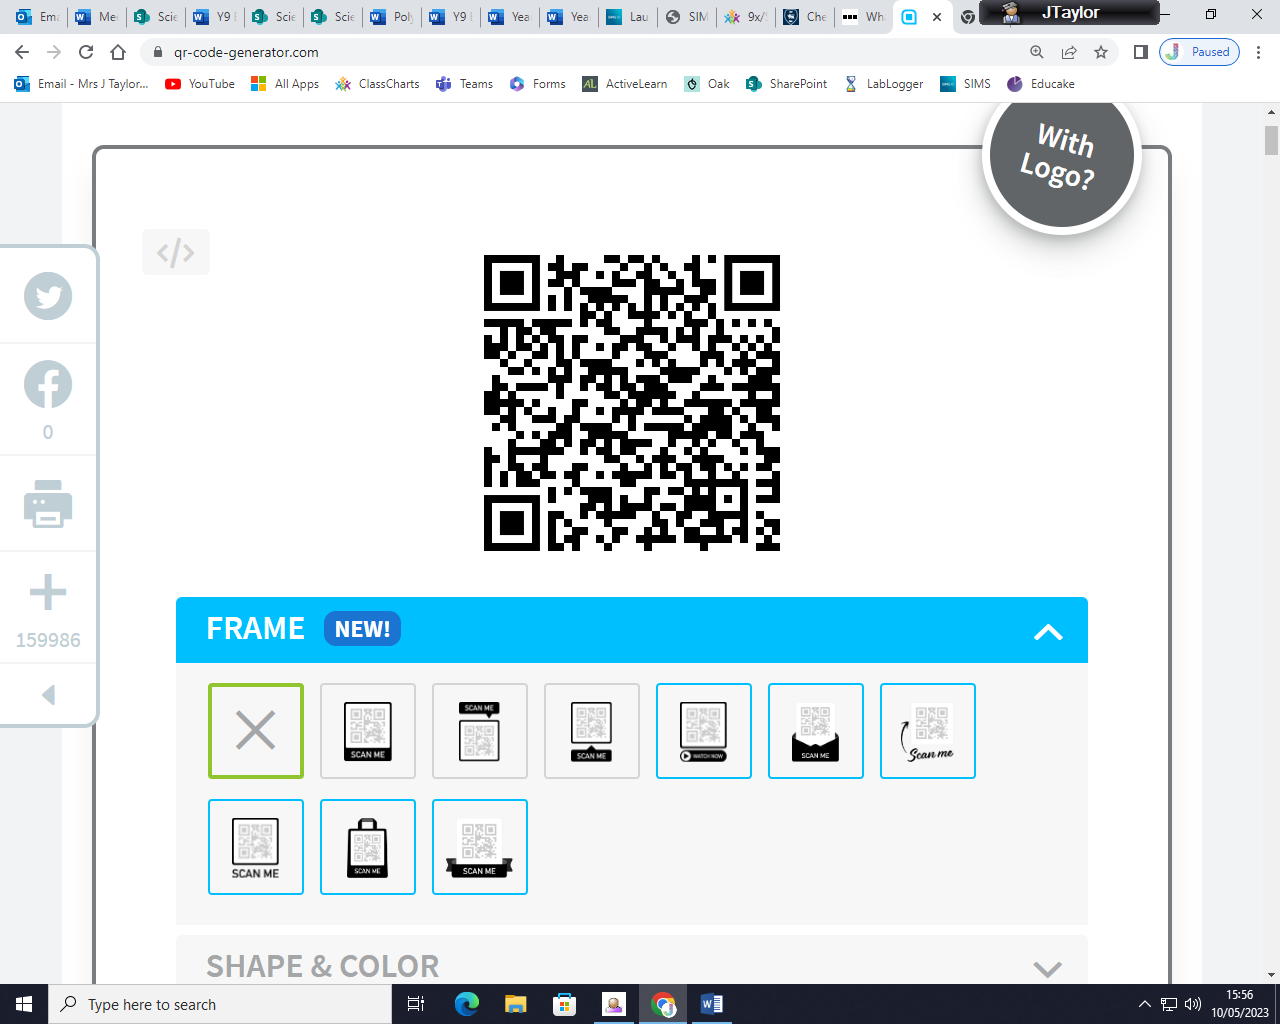 Ema
Mee
Scie
Y9 E
Scie
Scie
Poly
Y9 E
Yea
Yea
Lau
SIM
9x/
Che
Wha
JTaylor
qr-code-generator.com
Paused
Email - Mrs J Taylor...
YouTube
All Apps
ClassCharts
Teams
Forms
ActiveLearn
Oak
SharePoint
LabLogger
SIMS
Educake
With
Logo?
</>
0
159986
FRAME NEW!
SCAN ME
SCAN ME
SCAN ME
WATCH NOW
SCAN ME
Scan me
SCAN ME
SCAN ME
SCAN ME
SHAPE & COLOR
Type here to search
15:56
10/05/2023